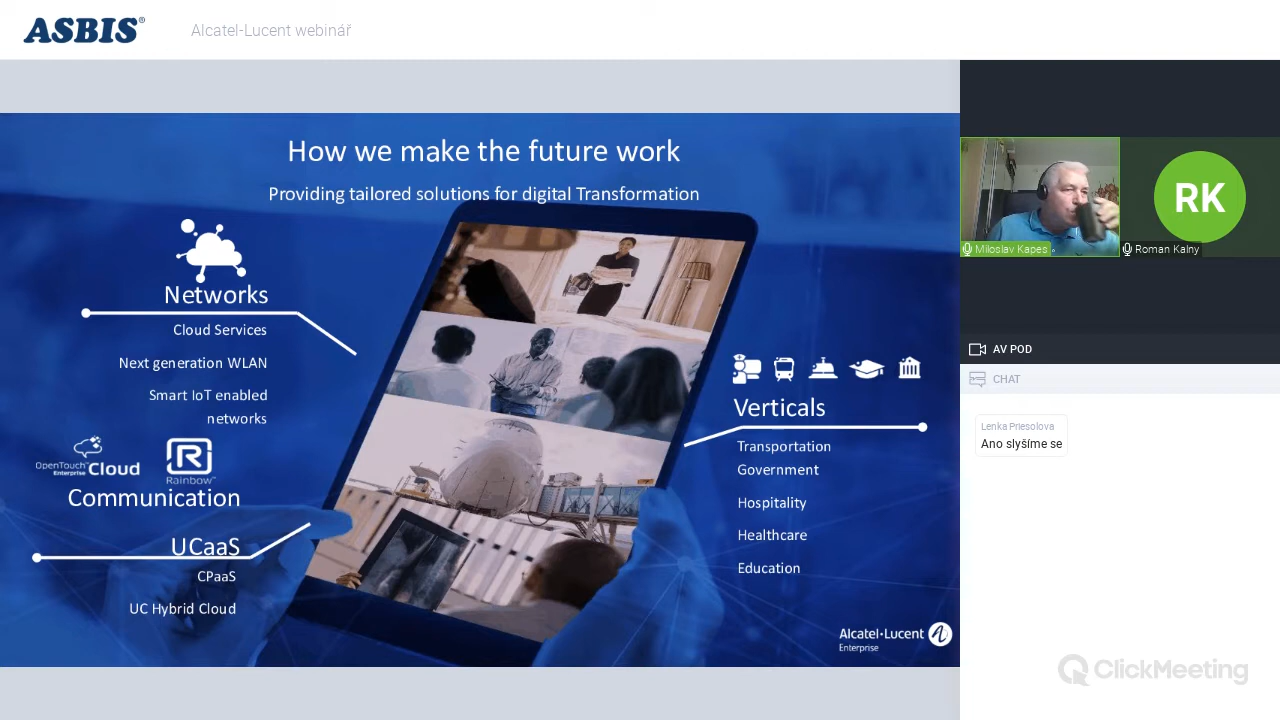 ASBIS®
Alcatel-Lucent webinář
How we make the future work
Providing tailored solutions for digital Transformation
Networks
Cloud Services
Next generation WLAN
Smart IoT enabled
networks
OpenTouch™
Enterprise Cloud
R
Rainbow™
Communication
UCaaS
CPaaS
UC Hybrid Cloud
Verticals
Transportation
Government
Hospitality
Healthcare
Education
Alcatel·Lucent
Enterprise
Miloslav Kapes
RK
Roman Kalny
AV POD
CHAT
Lenka Priesolova
Ano slyšíme se
ClickMeeting